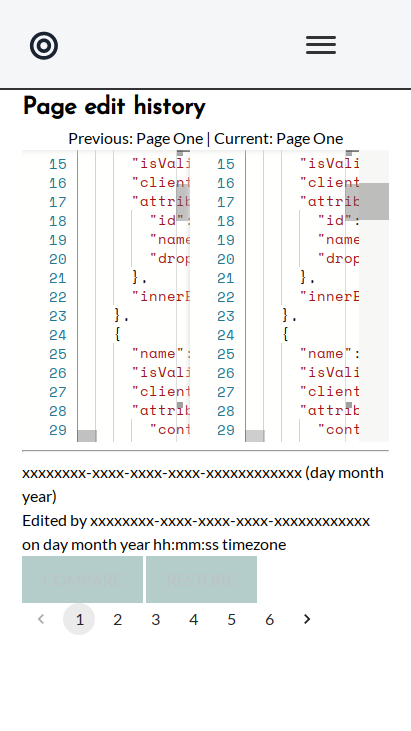 Page edit history
Previous: Page One | Current: Page One
15 "isVali 15 "isVali
16 "client 16 "client
17 "attrib 17 "attrib
18 "id": 18 "id":
19 "name 19 "name
20 "drop 20 "drop
21 }, 21 },
22 "innerB 22 "innerB
23 }, 23 },
24 { 24 {
25 "name": 25 "name":
26 "isVali 26 "isVali
27 "client 27 "client
28 "attrib 28 "attrib
29 "cont 29 "cont
xxxxxxxx-xxxx-xxxx-xxxx-xxxxxxxxxxxx (day month
year)
Edited by xxxxxxxx-xxxx-xxxx-xxxx-xxxxxxxxxxxx
on day month year hh:mm:ss timezone
COMPARE RESTORE
1 2 3 4 5 6